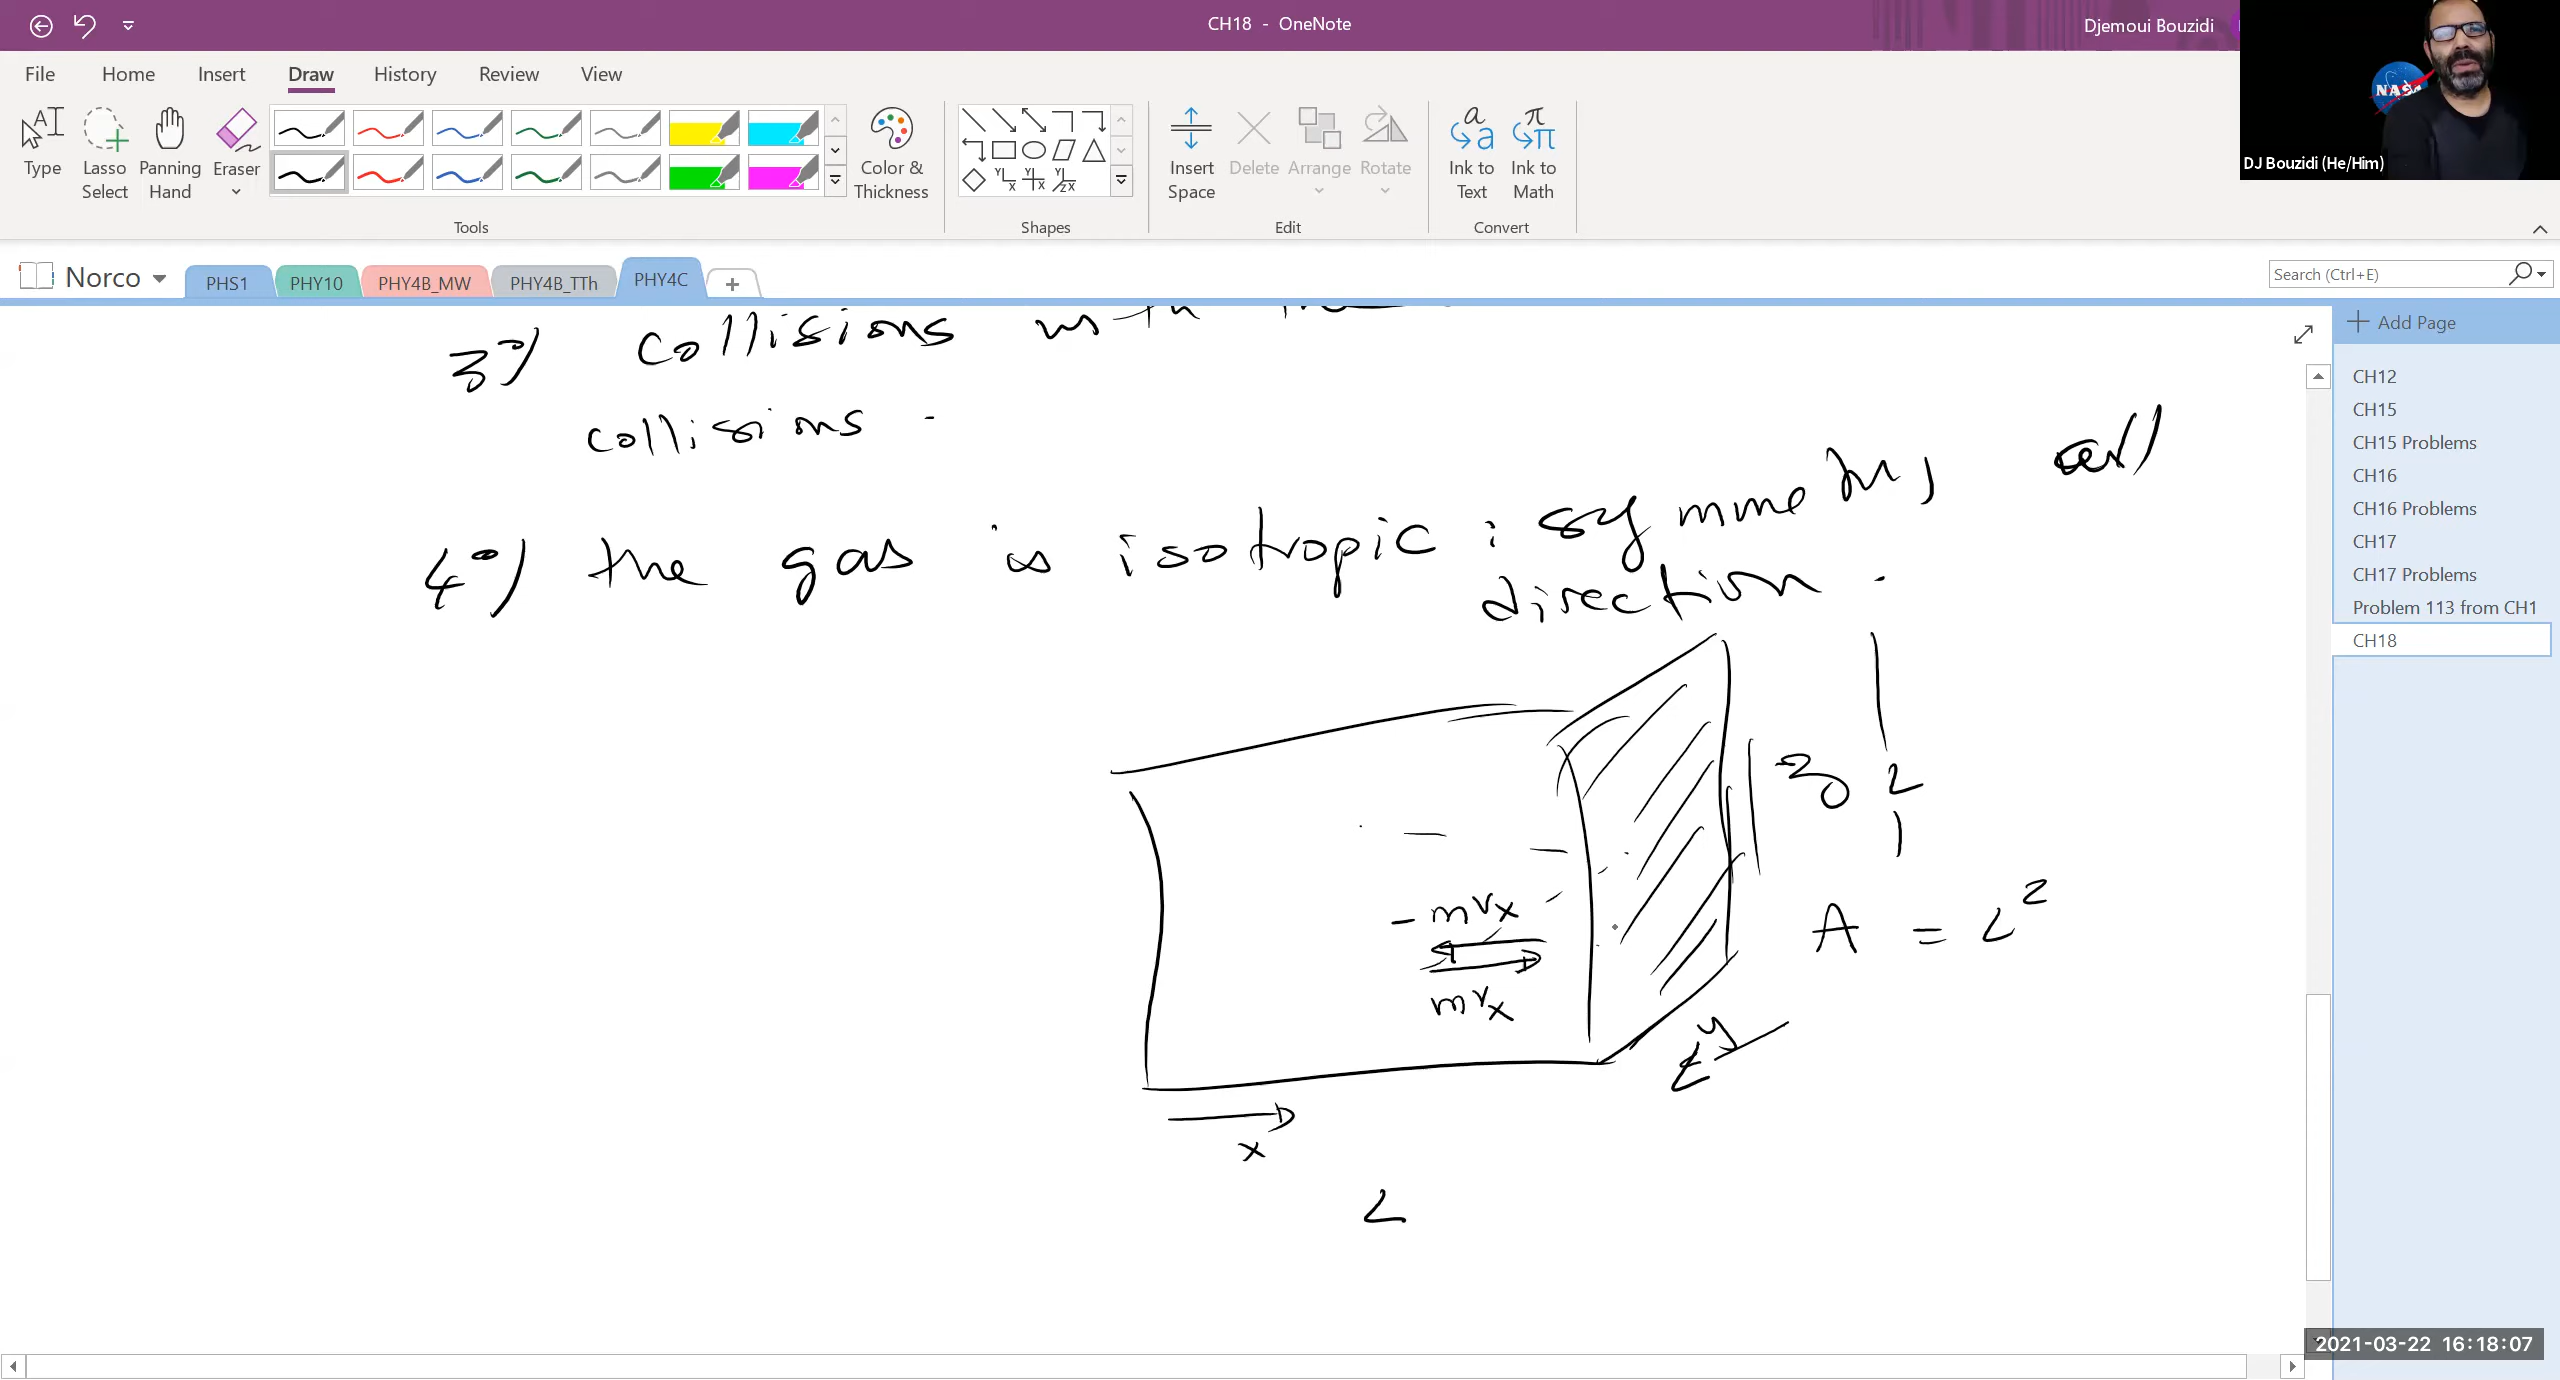 CH18 - OneNote
Djemoui Bouzidi
File Home Insert Draw History Review View
NASA
DJ Bouzidi (He/Him)
Type
Lasso Select
Panning Hand
Eraser
Color & Thickness
Insert Space
Delete
Arrange
Rotate
Ink to Text
Ink to Math
Tools Shapes Edit Convert
Norco PHS1 PHY10 PHY4B_MW PHY4B_TTh PHY4C
Search (Ctrl+E)
Add Page
CH12
CH15
CH15 Problems
CH16
CH16 Problems
CH17
CH17 Problems
Problem 113 from CH1
CH18
3°) collisions with
collisions.
4°) the gas is isotropic : symmetry all
direction.
L
A = L²
- mvx
mvx
y
L
x
L
2021-03-22 16:18:07